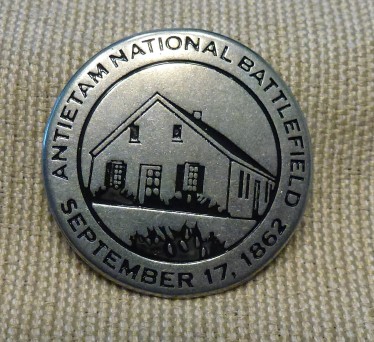 ANTIETAM NATIONAL BATTLEFIELD
SEPTEMBER 17, 1862